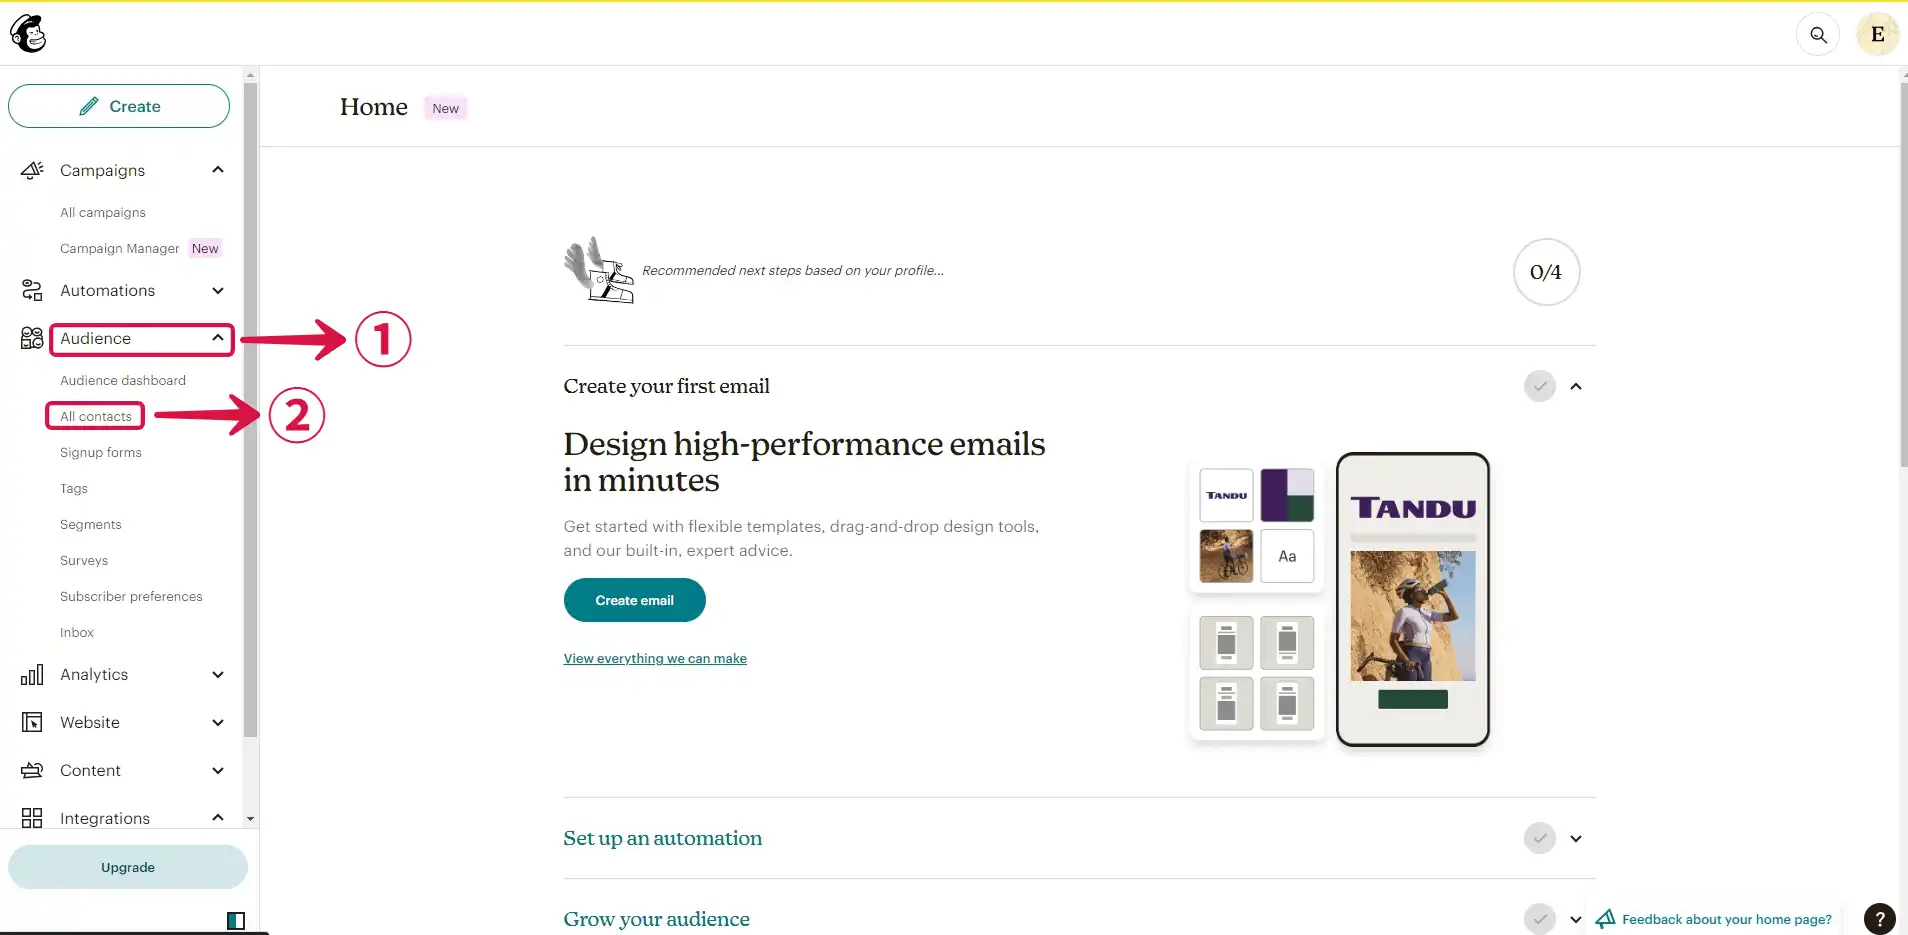 E
Create
Home New
Campaigns
All campaigns
Campaign Manager New
Automations
Audience
1
Audience dashboard
All contacts
2
Signup forms
Tags
Segments
Surveys
Subscriber preferences
Inbox
Analytics
Website
Content
Integrations
Upgrade
Recommended next steps based on your profile...
0/4
Create your first email
Design high-performance emails
in minutes
Get started with flexible templates, drag-and-drop design tools,
and our built-in, expert advice.
Create email
View everything we can make
TANDU
Aa
TANDU
Set up an automation
Grow your audience
Feedback about your home page?
?